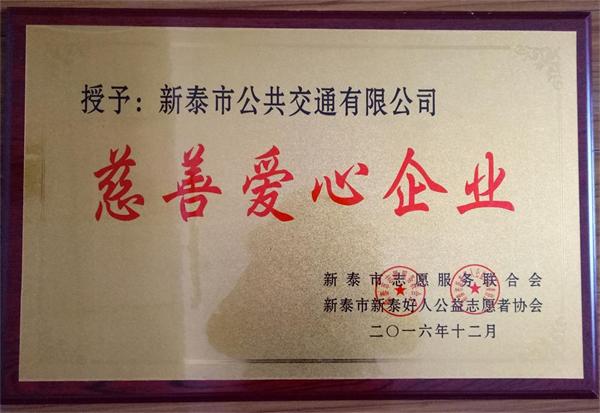 授予：新泰市公共交通有限公司
慈善爱心企业
新泰市志愿服务联合会
新泰市新泰好人公益志愿者协会
二〇一六年十二月